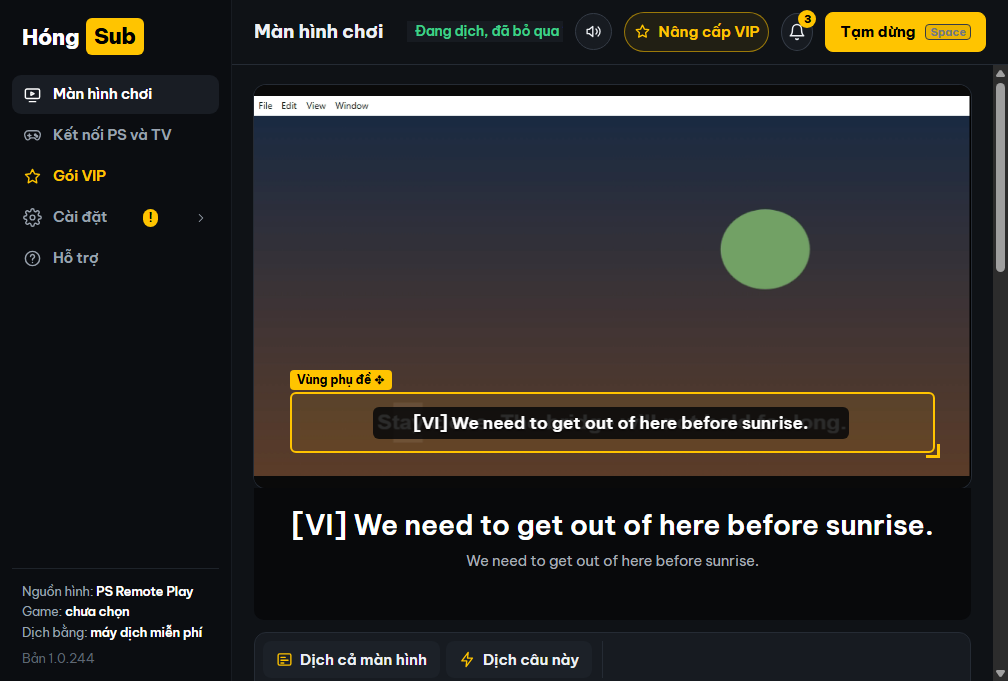 Hóng Sub
Màn hình chơi
Kết nối PS và TV
Gói VIP
Cài đặt !
Hỗ trợ
Nguồn hình: PS Remote Play
Game: chưa chọn
Dịch bằng: máy dịch miễn phí
Bản 1.0.244
Màn hình chơi
Đang dịch, đã bỏ qua
Nâng cấp VIP
3
Tạm dừng Space
File Edit View Window
Vùng phụ đề
[VI] We need to get out of here before sunrise.
[VI] We need to get out of here before sunrise.
We need to get out of here before sunrise.
Dịch cả màn hình
Dịch câu này